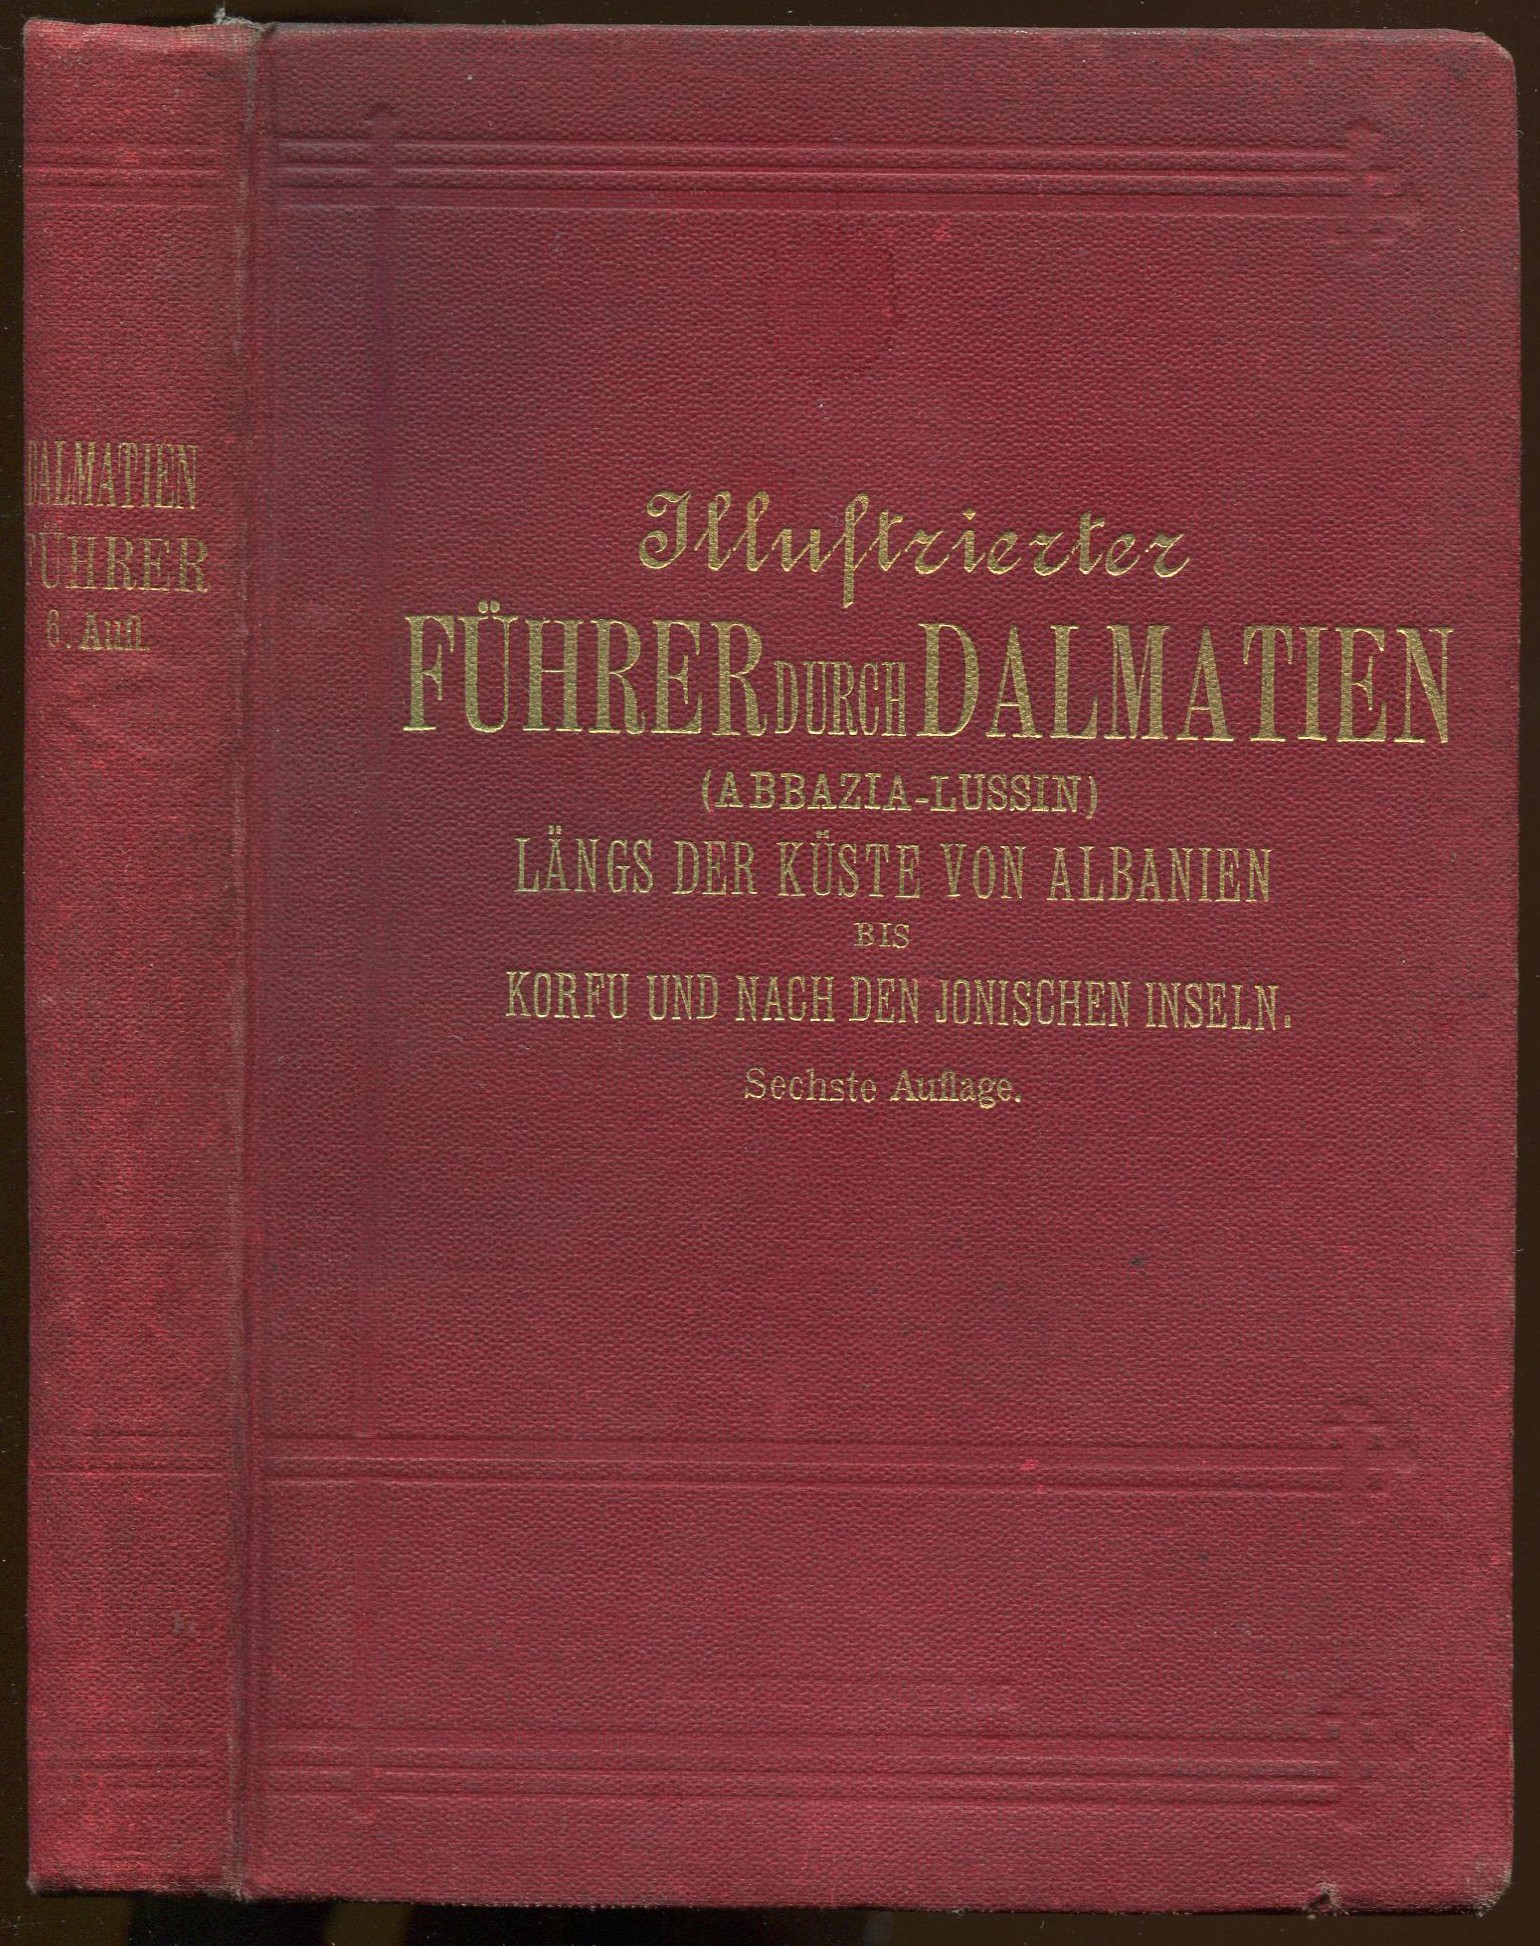 DALMATIEN
FÜHRER
6. Aufl.
Illustrierter
FÜHRER DURCH DALMATIEN
(ABBAZIA-LUSSIN)
LÄNGS DER KÜSTE VON ALBANIEN
BIS
KORFU UND NACH DEN JONISCHEN INSELN.
Sechste Auflage.